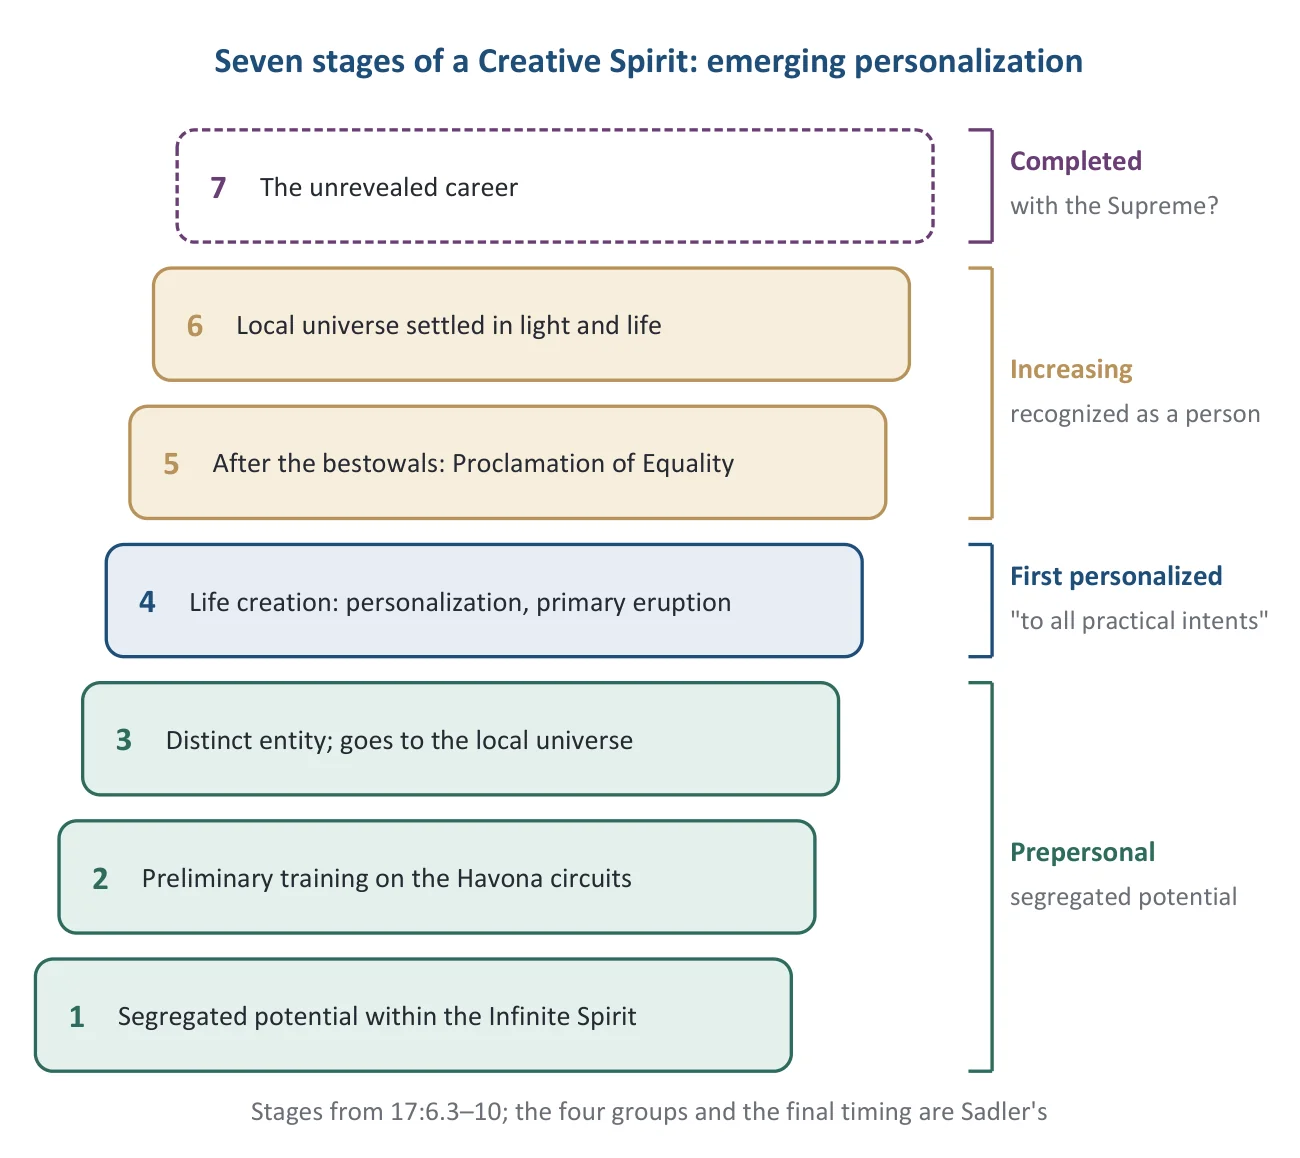 Seven stages of a Creative Spirit: emerging personalization
7 The unrevealed career
Completed
with the Supreme?
6 Local universe settled in light and life
Increasing
recognized as a person
5 After the bestowals: Proclamation of Equality
First personalized
"to all practical intents"
4 Life creation: personalization, primary eruption
3 Distinct entity; goes to the local universe
Prepersonal
segregated potential
2 Preliminary training on the Havona circuits
1 Segregated potential within the Infinite Spirit
Stages from 17:6.3–10; the four groups and the final timing are Sadler's